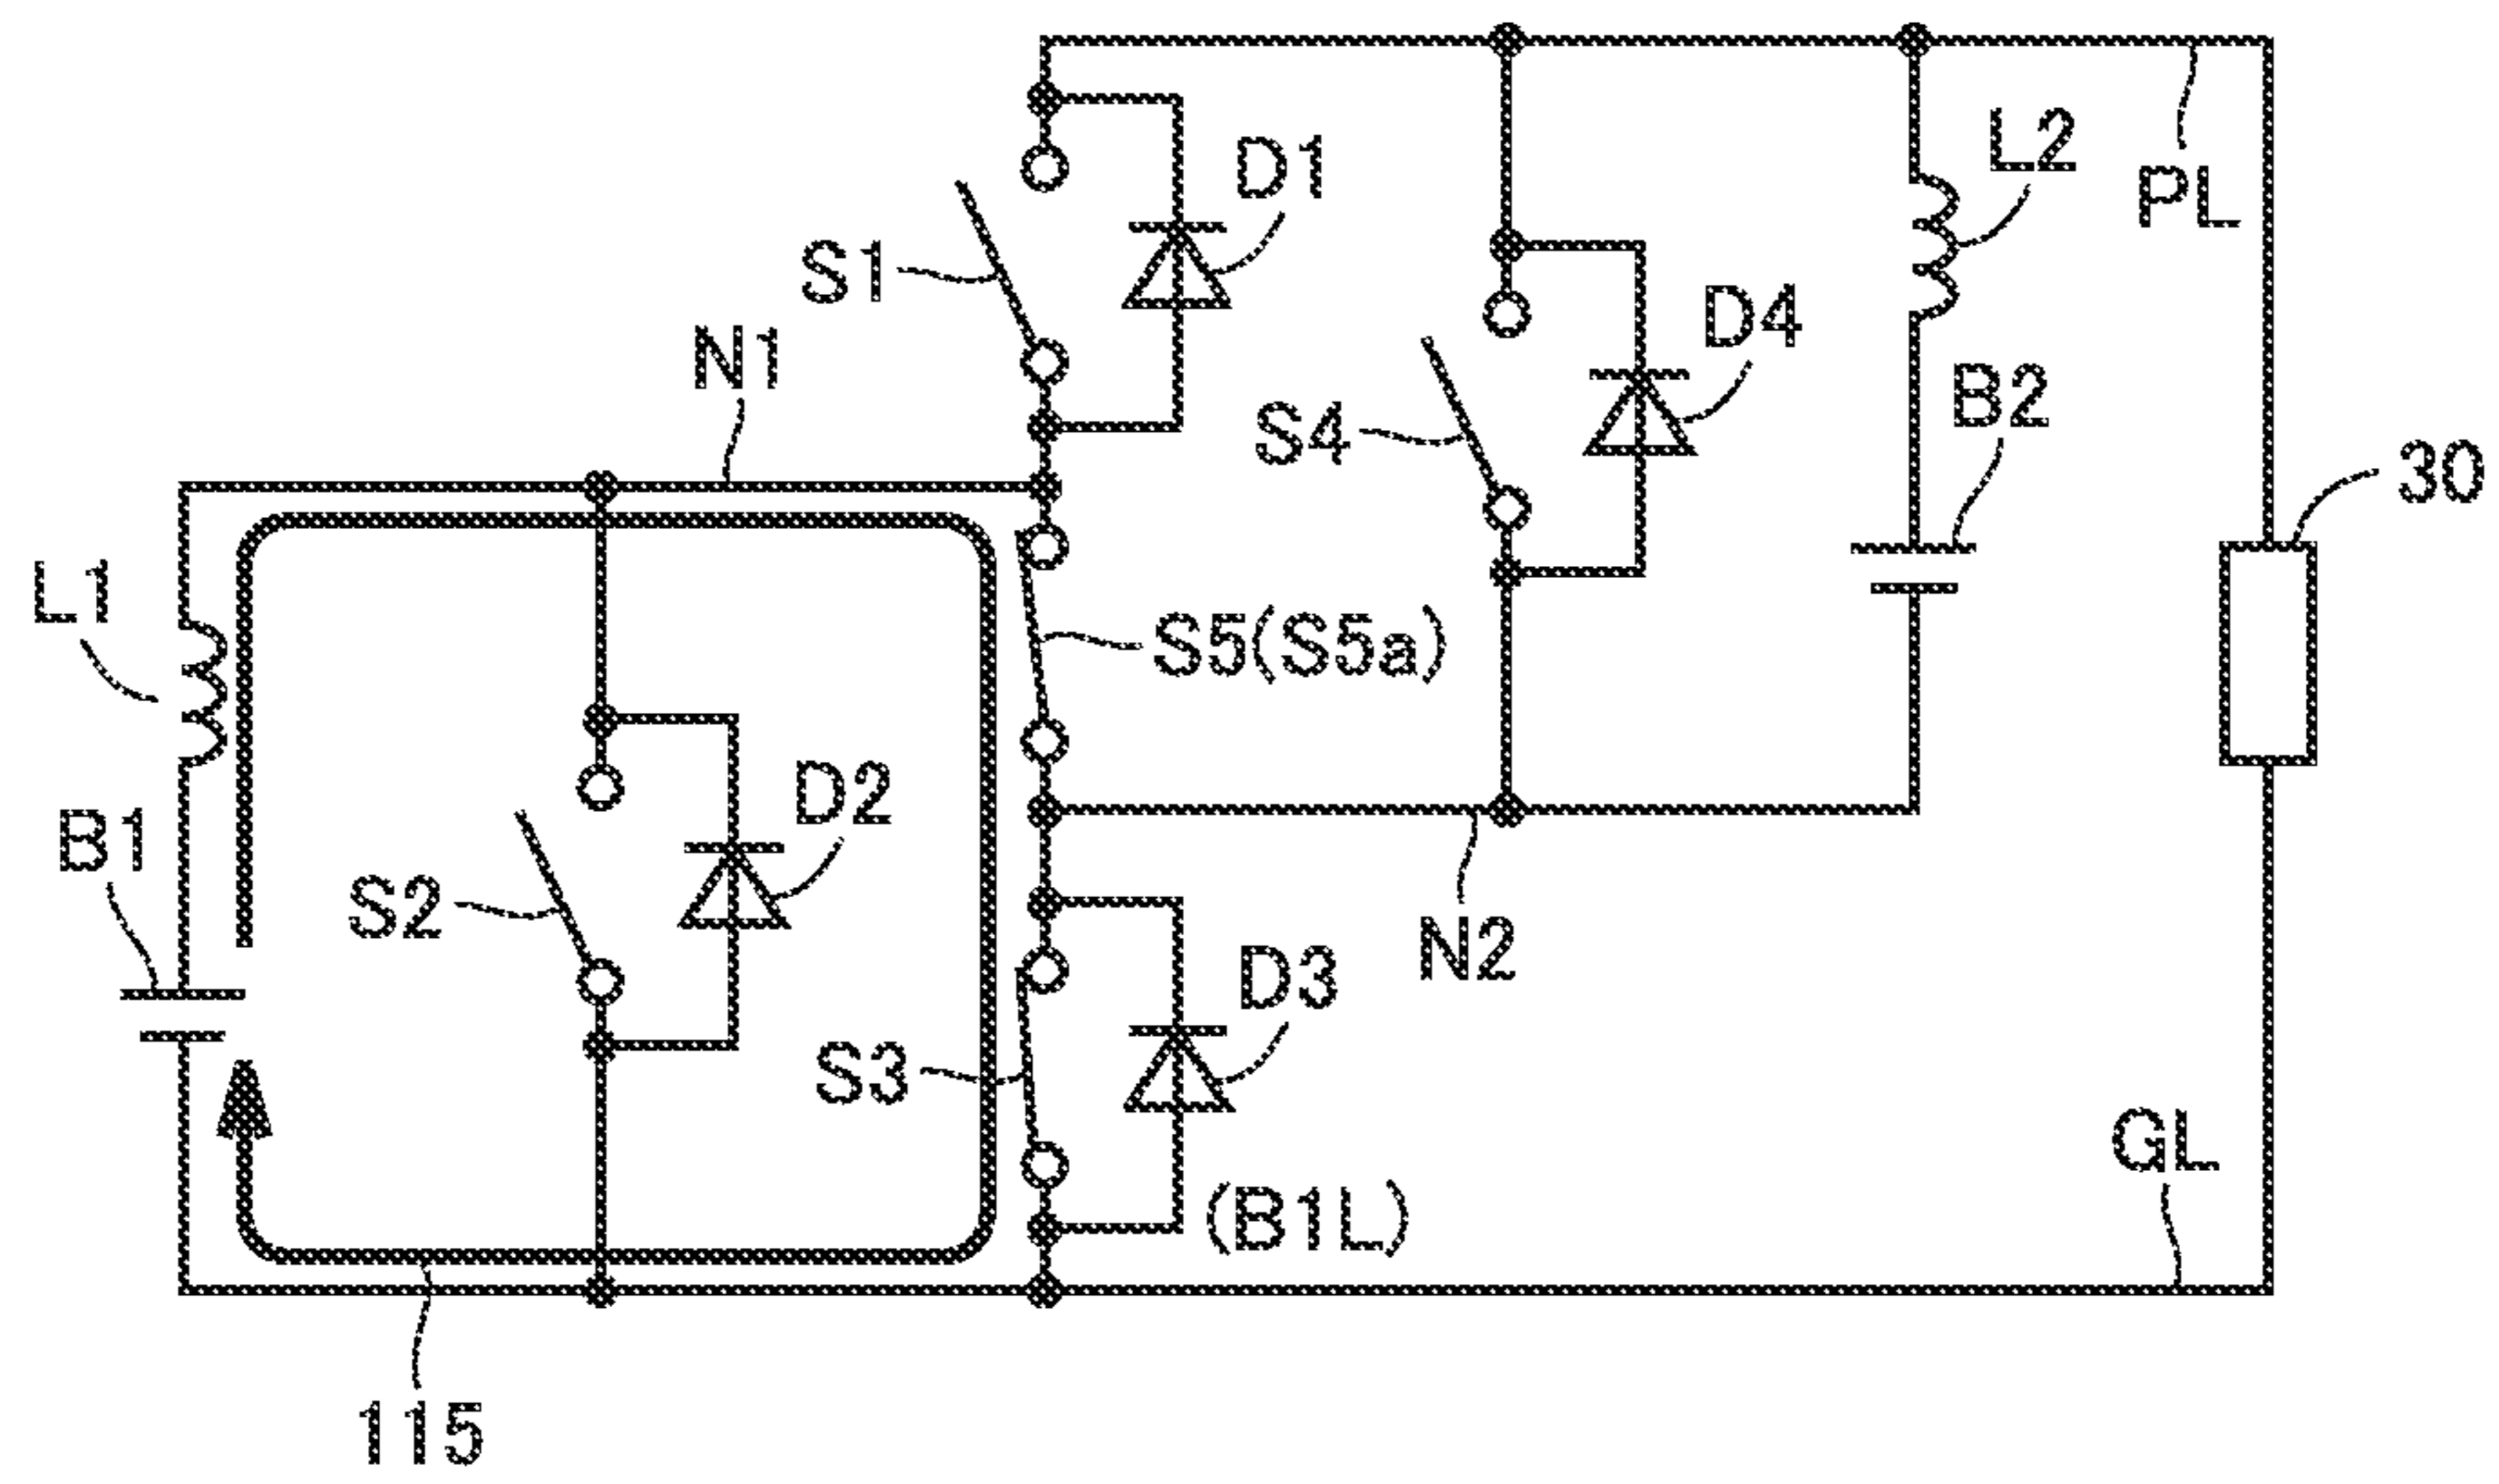 D1
L2
PL
S1
D4
N1
B2
S4
30
L1
S5(S5a)
D2
B1
S2
N2
D3
S3
GL
(B1L)
115